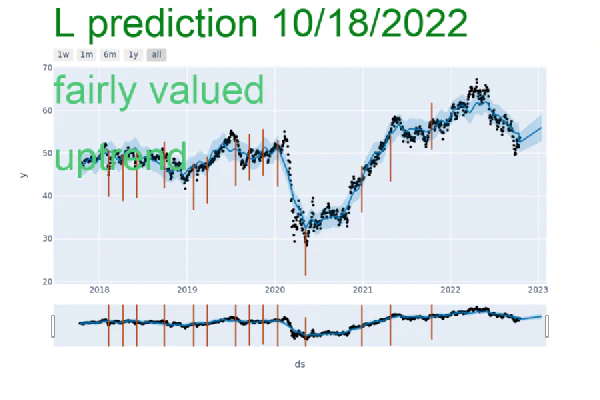 L prediction 10/18/2022
1w 1m 6m 1y all
fairly valued
uptrend
70
60
50
40
30
20
y
2018 2019 2020 2021 2022 2023
ds